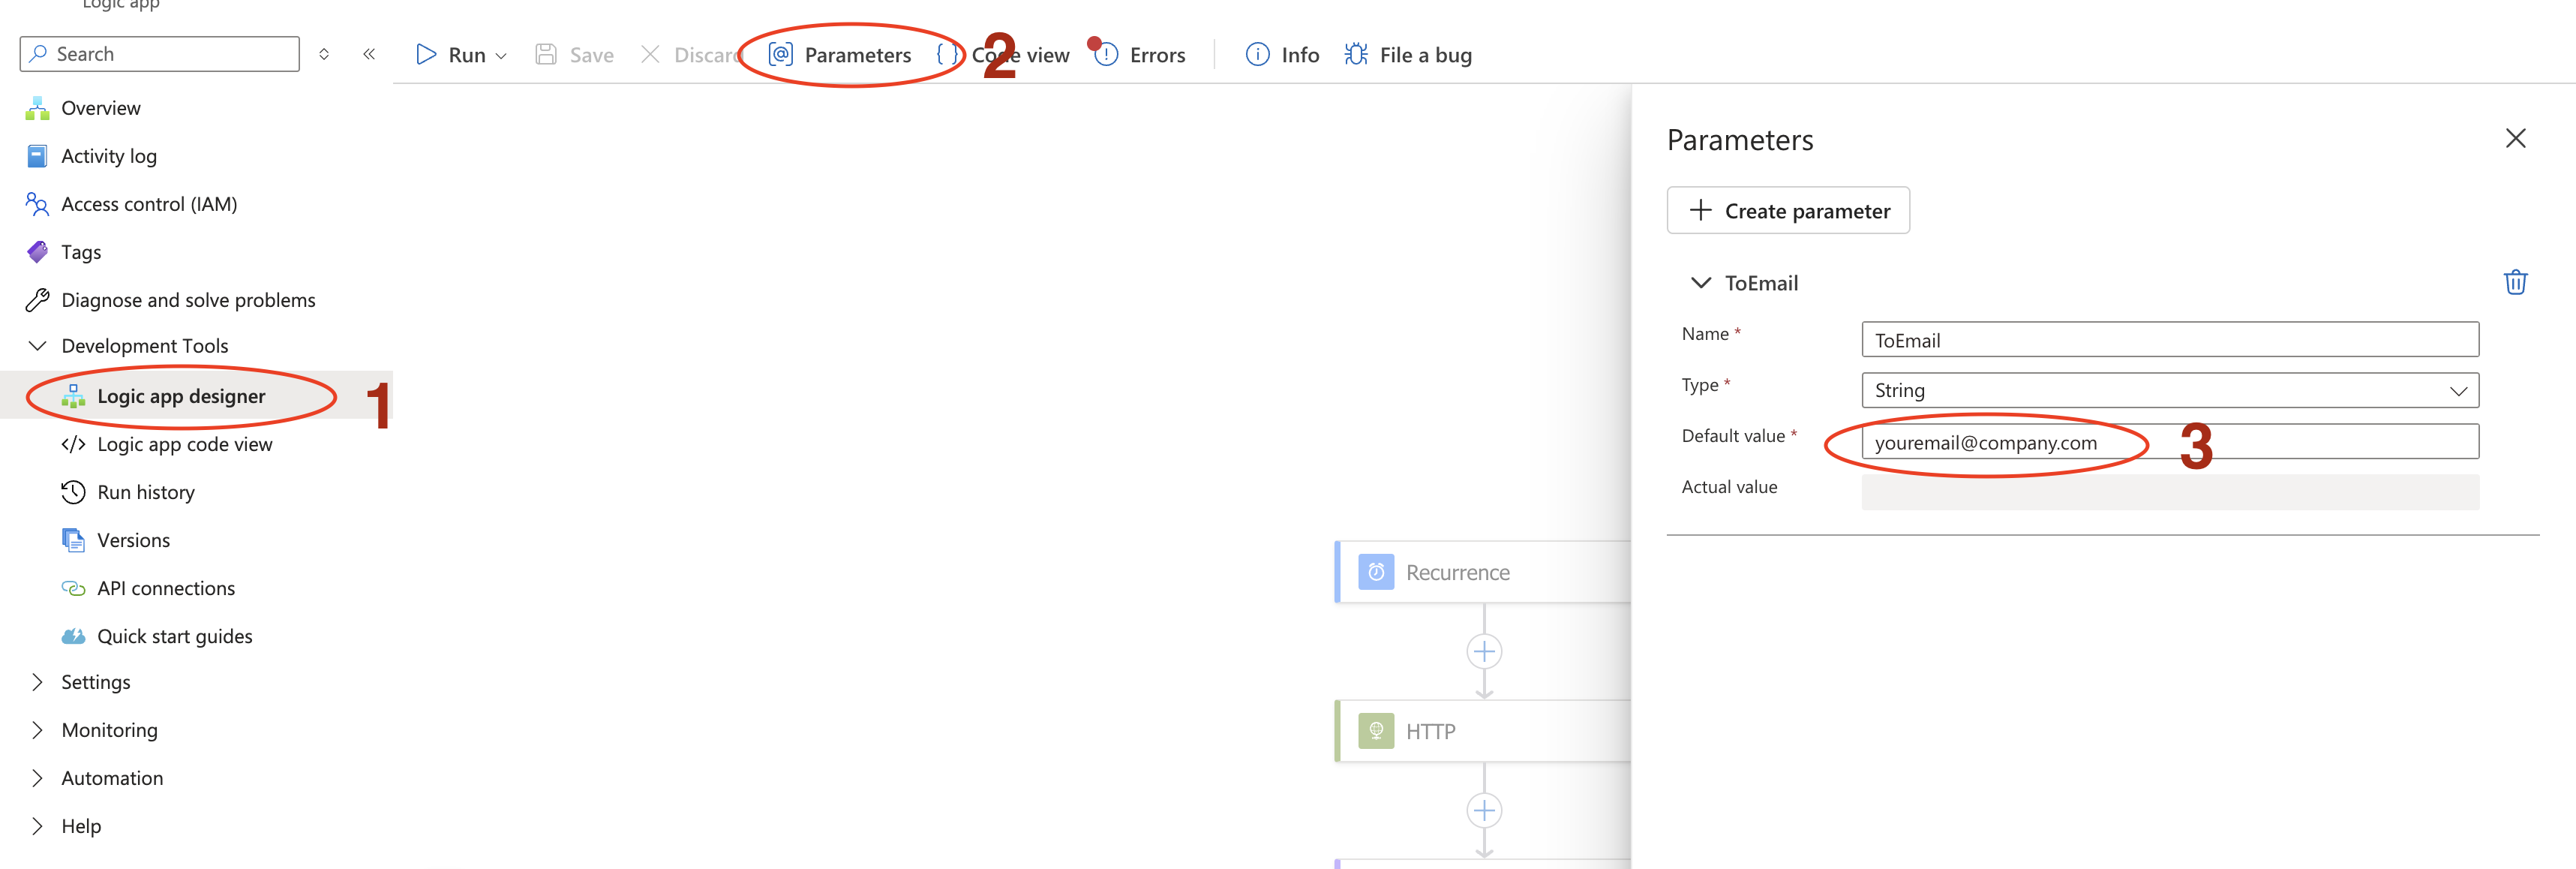 Logic app
Search
Run
Save
Discard
Parameters
2
Code view
Errors
Info
File a bug
Overview
Activity log
Access control (IAM)
Tags
Diagnose and solve problems
Development Tools
Logic app designer
1
Logic app code view
Run history
Versions
API connections
Quick start guides
Settings
Monitoring
Automation
Help
Recurrence
HTTP
Parameters
Create parameter
ToEmail
Name *
ToEmail
Type *
String
Default value *
youremail@company.com
3
Actual value